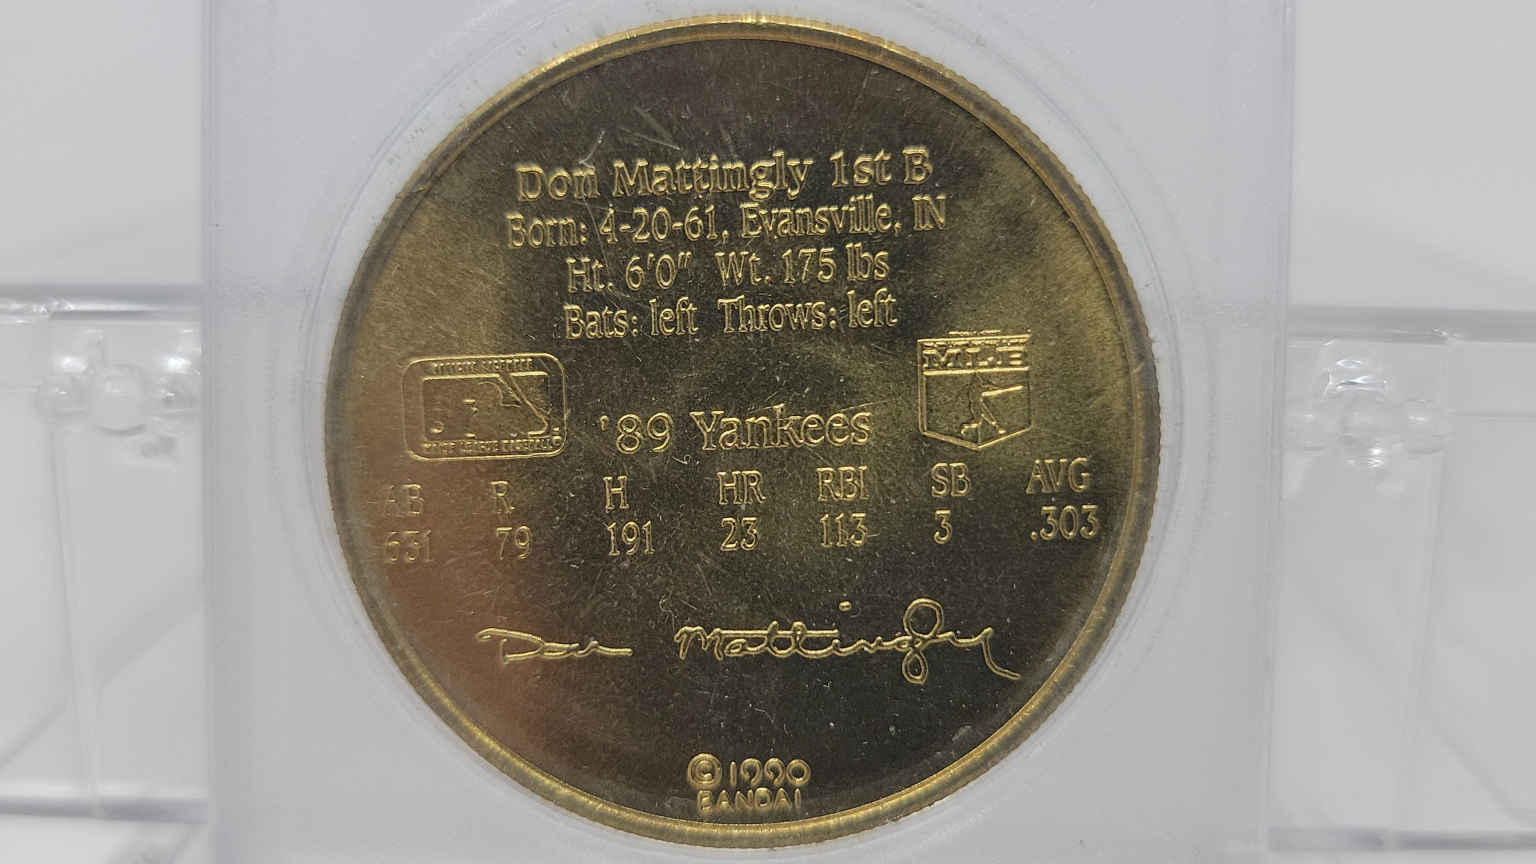 Don Mattingly 1st B
Born: 4-20-61, Evansville, IN
Ht. 6'0" Wt. 175 lbs
Bats: left Throws: left
MLB
'89 Yankees
AB R H HR RBI SB AVG
631 79 191 23 113 3 .303
Don Mattingly
©1990
BANDAI